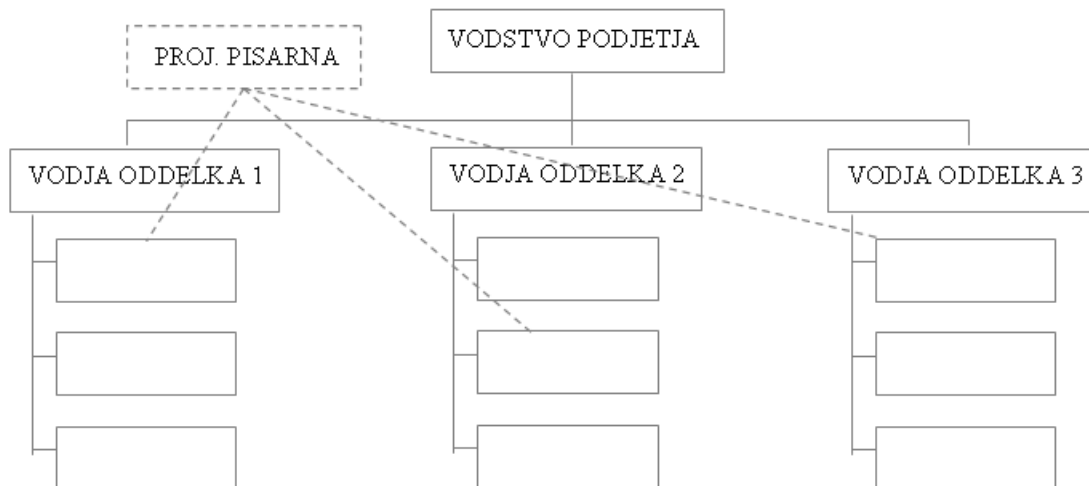 VODSTVO PODJETJA
PROJ. PISARNA
VODJA ODDELKA 1
VODJA ODDELKA 2
VODJA ODDELKA 3